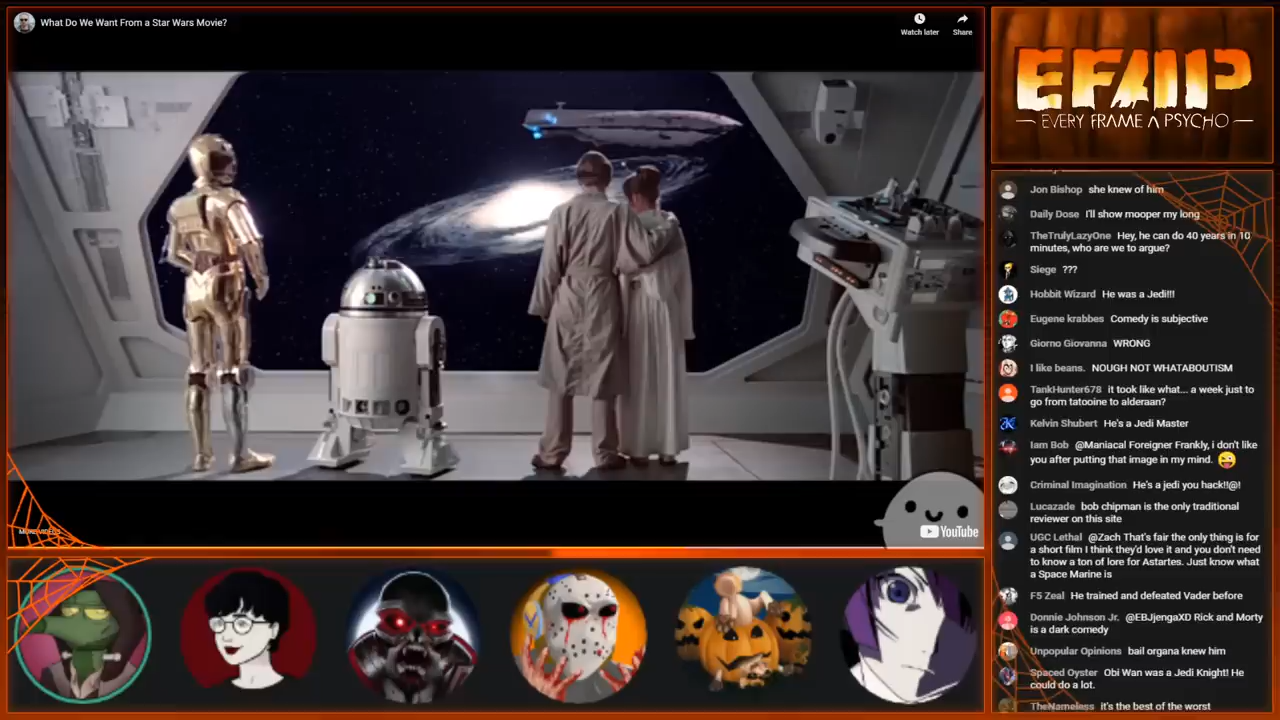 What Do We Want From a Star Wars Movie?
Watch later
Share
YouTube
EFAP
EVERY FRAME A PSYCHO
Jon Bishop she knew of him
Daily Dose I'll show mooper my long
TheTrulyLazyOne Hey, he can do 40 years in 10
minutes, who are we to argue?
Siege ???
Hobbit Wizard He was a Jedi!!!
Eugene krabbes Comedy is subjective
Giorno Giovanna WRONG
I like beans. NOUGH NOT WHATABOUTISM
TankHunter678 it took like what... a week just to
go from tatooine to alderaan?
Kelvin Shubert He's a Jedi Master
Iam Bob @Maniacal Foreigner Frankly, i don't like
you after putting that image in my mind. 😜
Criminal Imagination He's a jedi you hack!!@!
Lucazade bob chipman is the only traditional
reviewer on this site
UGC Lethal @Zach That's fair the only thing is for
a short film I think they'd love it and you don't need
to know a ton of lore for Astartes. Just know what
a Space Marine is
F5 Zeal He trained and defeated Vader before
Donnie Johnson Jr. @EBJjengaXD Rick and Morty
is a dark comedy
Unpopular Opinions bail organa knew him
Spaced Oyster Obi Wan was a Jedi Knight! He
could do a lot.
TheNameless it's the best of the worst